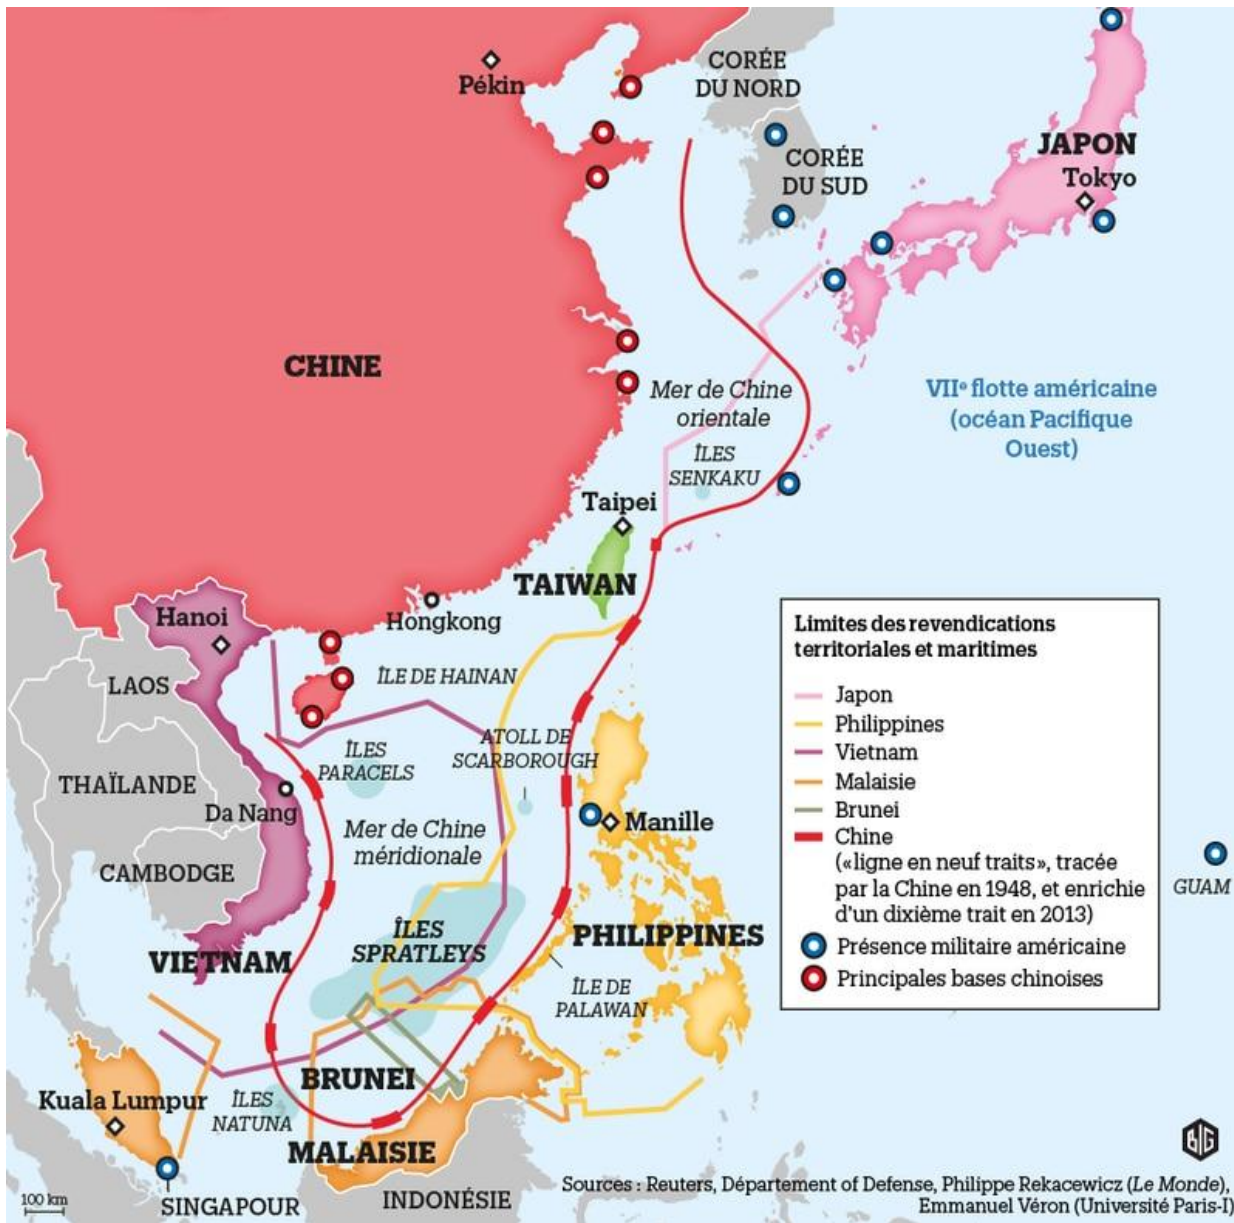 Pékin
CORÉE
DU NORD
JAPON
CORÉE
DU SUD
Tokyo
CHINE
Mer de Chine
orientale
VIIᵉ flotte américaine
(océan Pacifique
Ouest)
ÎLES
SENKAKU
Taipei
TAIWAN
Hanoi
Hongkong
LAOS
ÎLE DE HAINAN
ÎLES
PARACELS
ATOLL DE
SCARBOROUGH
THAÏLANDE
Da Nang
Mer de Chine
méridionale
Manille
CAMBODGE
GUAM
VIETNAM
ÎLES
SPRATLEYS
PHILIPPINES
ÎLE DE
PALAWAN
BRUNEI
Kuala Lumpur
ÎLES
NATUNA
MALAISIE
SINGAPOUR
INDONÉSIE
100 km
Limites des revendications
territoriales et maritimes
Japon
Philippines
Vietnam
Malaisie
Brunei
Chine
(«ligne en neuf traits», tracée
par la Chine en 1948, et enrichie
d'un dixième trait en 2013)
Présence militaire américaine
Principales bases chinoises
BIG
Sources : Reuters, Département of Defense, Philippe Rekacewicz (Le Monde),
Emmanuel Véron (Université Paris-I)